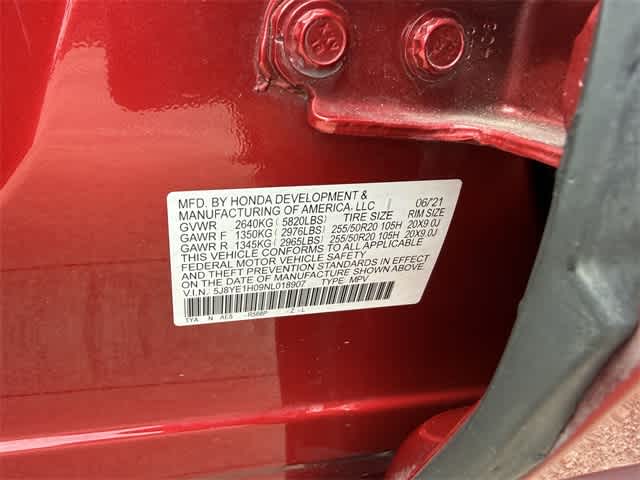 MFD. BY HONDA DEVELOPMENT &
MANUFACTURING OF AMERICA, LLC 06/21
GVWR 2640KG (5820LBS) TIRE SIZE RIM SIZE
GAWR F 1350KG (2976LBS) 255/50R20 105H 20X9.0J
GAWR R 1345KG (2965LBS) 255/50R20 105H 20X9.0J
THIS VEHICLE CONFORMS TO ALL APPLICABLE
FEDERAL MOTOR VEHICLE SAFETY
AND THEFT PREVENTION STANDARDS IN EFFECT
ON THE DATE OF MANUFACTURE SHOWN ABOVE.
V.I.N. 5J8YE1H09NL018907 TYPE: MPV
TYA N AE5 -R568P -Z-L